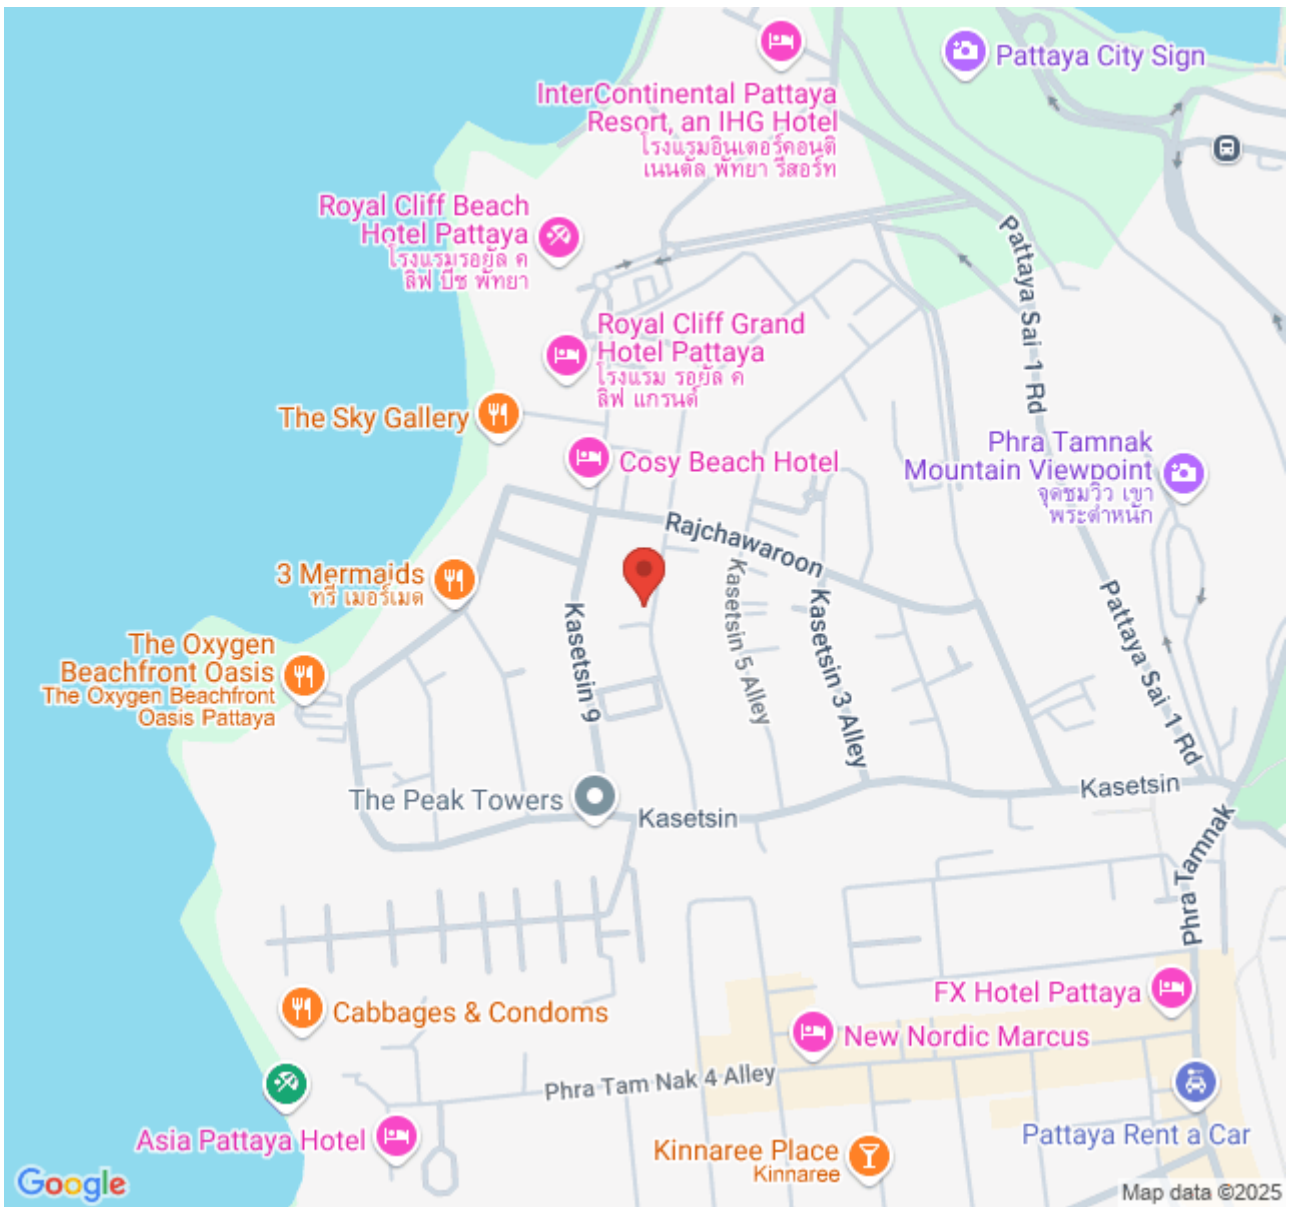 Pattaya City Sign
InterContinental Pattaya
Resort, an IHG Hotel
โรงแรมอินเตอร์คอนติ
เนนตัล พัทยา รีสอร์ท
Royal Cliff Beach
Hotel Pattaya
โรงแรมรอยัล ค
ลิฟ บีช พัทยา
Pattaya Sai 1 Rd
Royal Cliff Grand
Hotel Pattaya
โรงแรม รอยัล ค
ลิฟ แกรนด์
The Sky Gallery
Cosy Beach Hotel
Phra Tamnak
Mountain Viewpoint
จุดชมวิว เขา
พระตำหนัก
Rajchawaroon
3 Mermaids
ทรี เมอร์เมด
Kasetsin 9
Kasetsin 5 Alley
Kasetsin 3 Alley
Pattaya Sai 1 Rd
The Oxygen
Beachfront Oasis
The Oxygen Beachfront
Oasis Pattaya
The Peak Towers
Kasetsin
Kasetsin
Phra Tamnak
Cabbages & Condoms
FX Hotel Pattaya
New Nordic Marcus
Phra Tam Nak 4 Alley
Asia Pattaya Hotel
Pattaya Rent a Car
Kinnaree Place
Kinnaree
Google
Map data ©2025